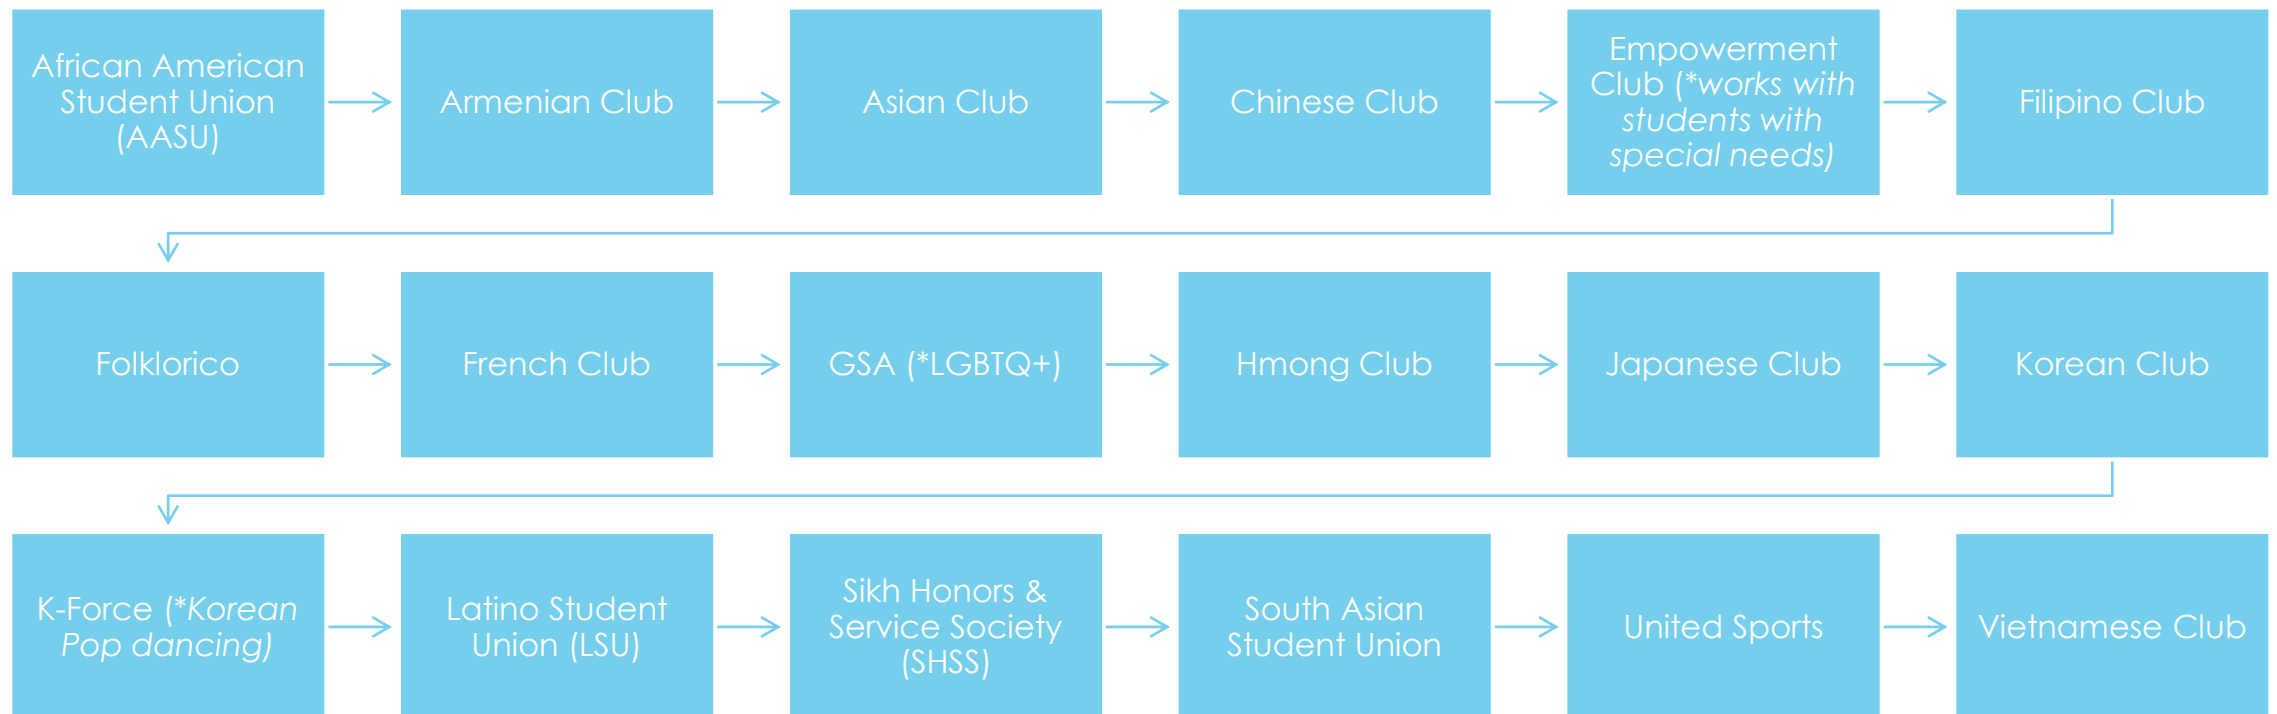 African American
Student Union
(AASU)
Armenian Club
Asian Club
Chinese Club
Empowerment
Club (*works with
students with
special needs)
Filipino Club
Folklorico
French Club
GSA (*LGBTQ+)
Hmong Club
Japanese Club
Korean Club
K-Force (*Korean
Pop dancing)
Latino Student
Union (LSU)
Sikh Honors &
Service Society
(SHSS)
South Asian
Student Union
United Sports
Vietnamese Club